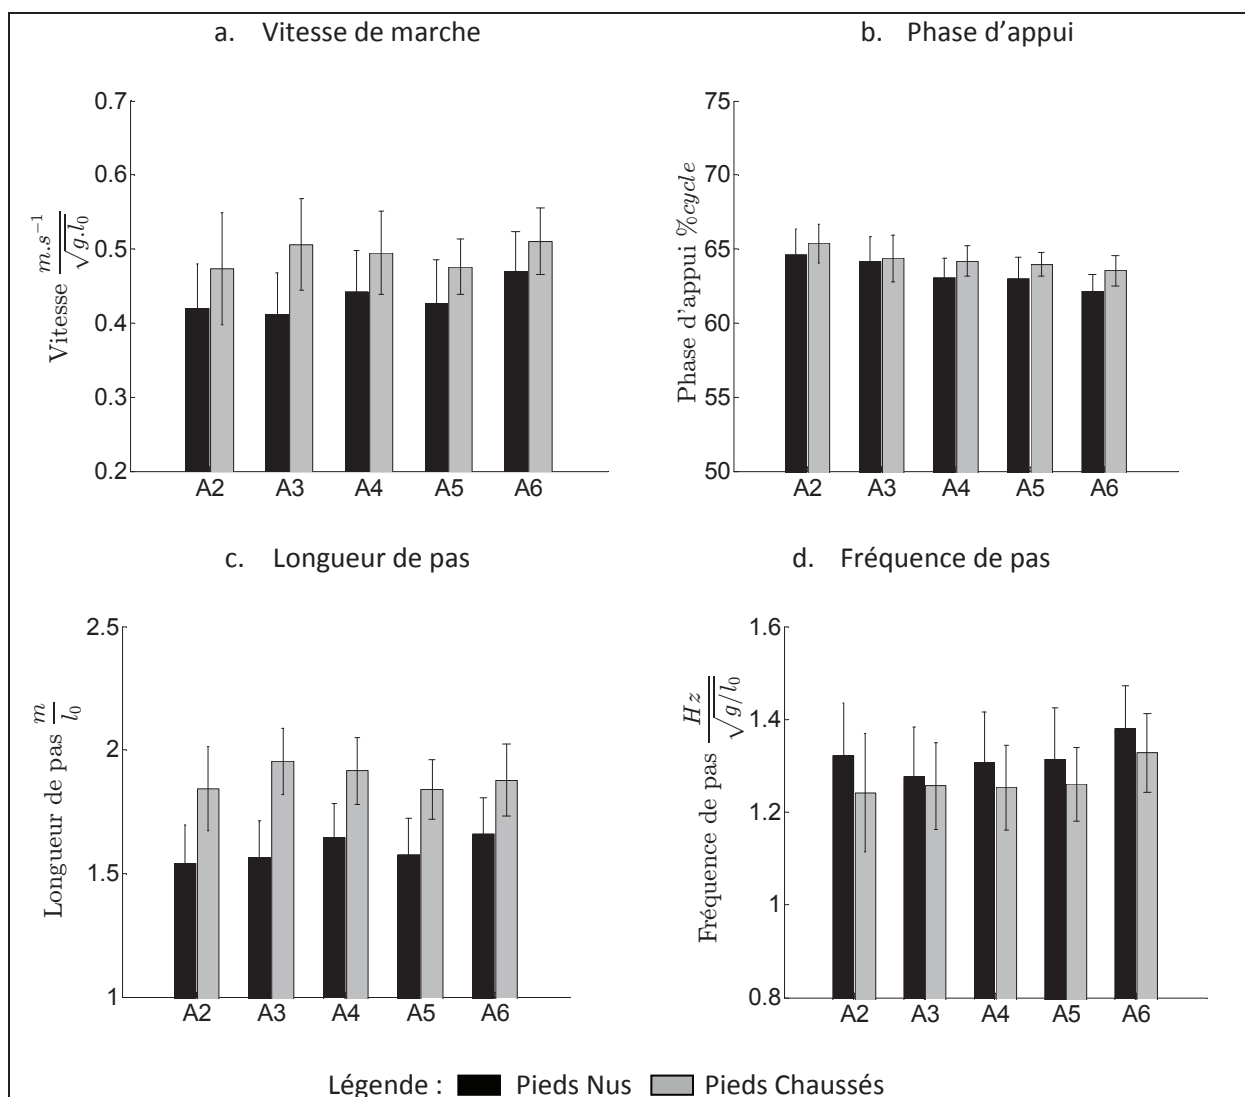 a. Vitesse de marche
0.7
0.6
0.5
0.4
0.3
0.2
Vitesse m.s⁻¹ / √g.l₀
A2 A3 A4 A5 A6
b. Phase d'appui
75
70
65
60
55
50
Phase d'appui %cycle
A2 A3 A4 A5 A6
c. Longueur de pas
2.5
2
1.5
1
Longueur de pas m / l₀
A2 A3 A4 A5 A6
d. Fréquence de pas
1.6
1.4
1.2
1
0.8
Fréquence de pas Hz / √g/l₀
A2 A3 A4 A5 A6
Légende : Pieds Nus Pieds Chaussés